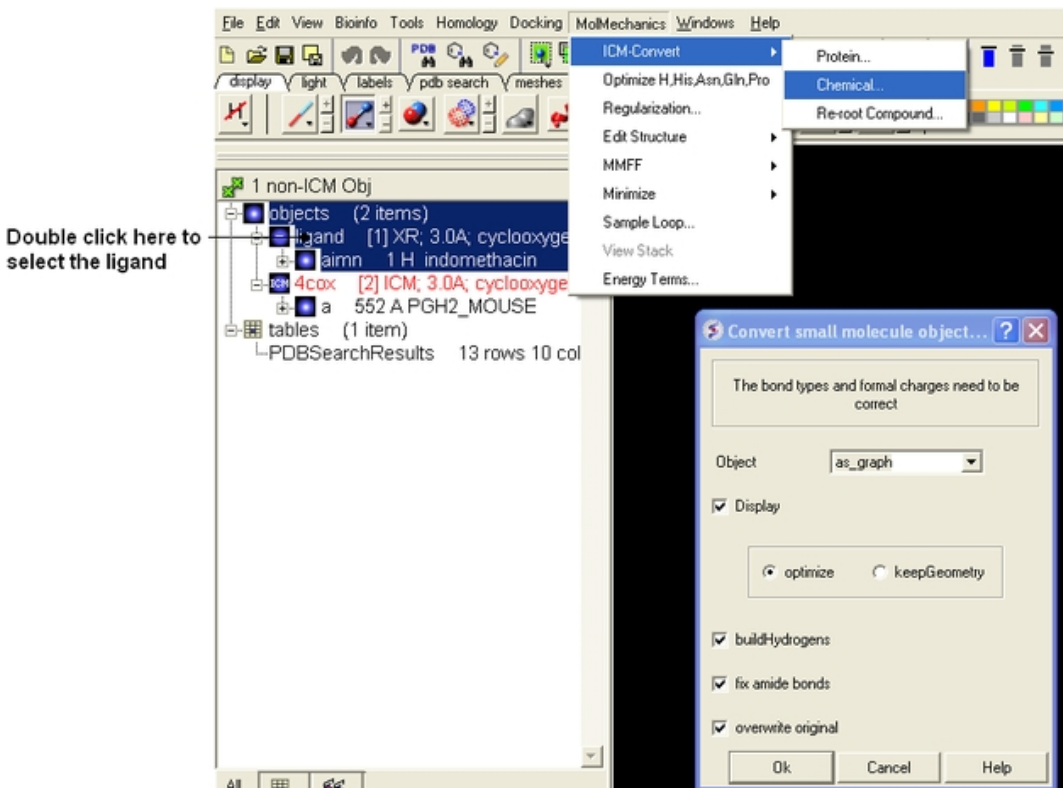 File Edit View Bioinfo Tools Homology Docking MolMechanics Windows Help
PDB
display light labels pdb search meshes
ICM-Convert
Optimize H,His,Asn,Gln,Pro
Regularization...
Edit Structure
MMFF
Minimize
Sample Loop...
View Stack
Energy Terms...
Protein...
Chemical...
Re-root Compound...
Double click here to
select the ligand
1 non-ICM Obj
objects (2 items)
ligand [1] XR; 3.0A; cyclooxyge
aimn 1 H indomethacin
ICM 4cox [2] ICM; 3.0A; cyclooxyge
a 552 A PGH2_MOUSE
tables (1 item)
PDBSearchResults 13 rows 10 col
All
Convert small molecule object...
The bond types and formal charges need to be
correct
Object as_graph
Display
optimize keepGeometry
buildHydrogens
fix amide bonds
overwrite original
Ok Cancel Help